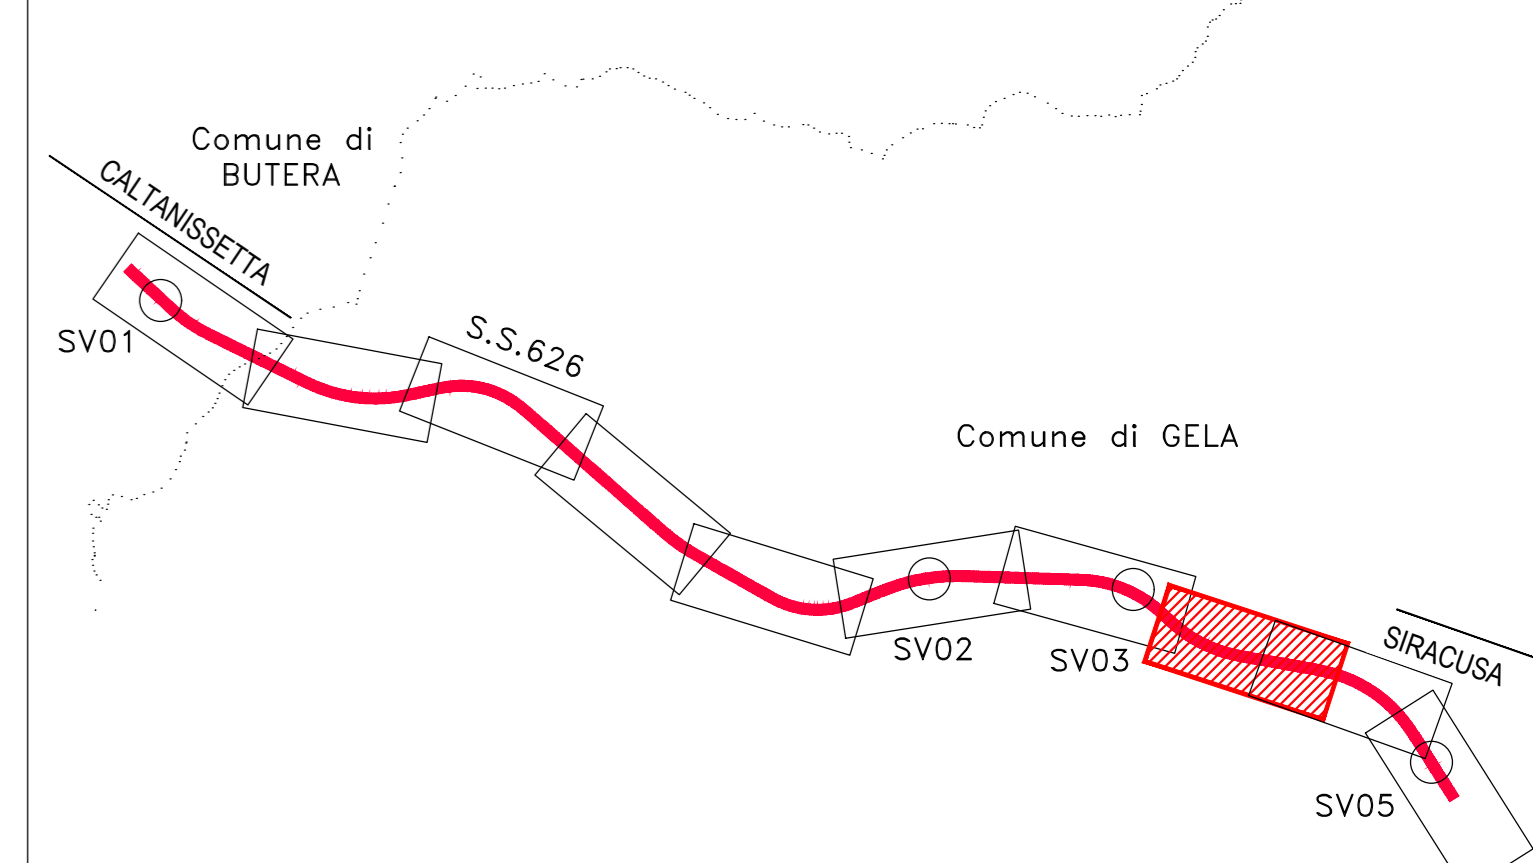 Comune di
BUTERA
CALTANISSETTA
SV01
S.S.626
Comune di GELA
SV02
SV03
SIRACUSA
SV05